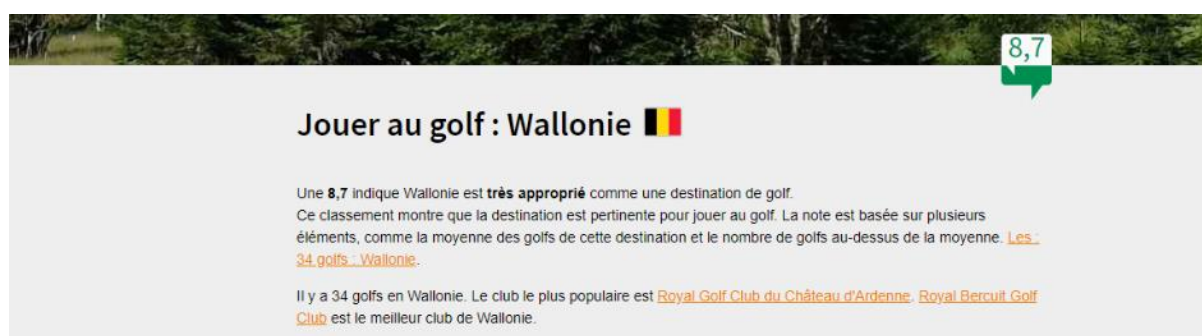 8,7
Jouer au golf : Wallonie
Une 8,7 indique Wallonie est très approprié comme une destination de golf.
Ce classement montre que la destination est pertinente pour jouer au golf. La note est basée sur plusieurs
éléments, comme la moyenne des golfs de cette destination et le nombre de golfs au-dessus de la moyenne. Les :
34 golfs : Wallonie.
Il y a 34 golfs en Wallonie. Le club le plus populaire est Royal Golf Club du Château d'Ardenne. Royal Bercuit Golf
Club est le meilleur club de Wallonie.